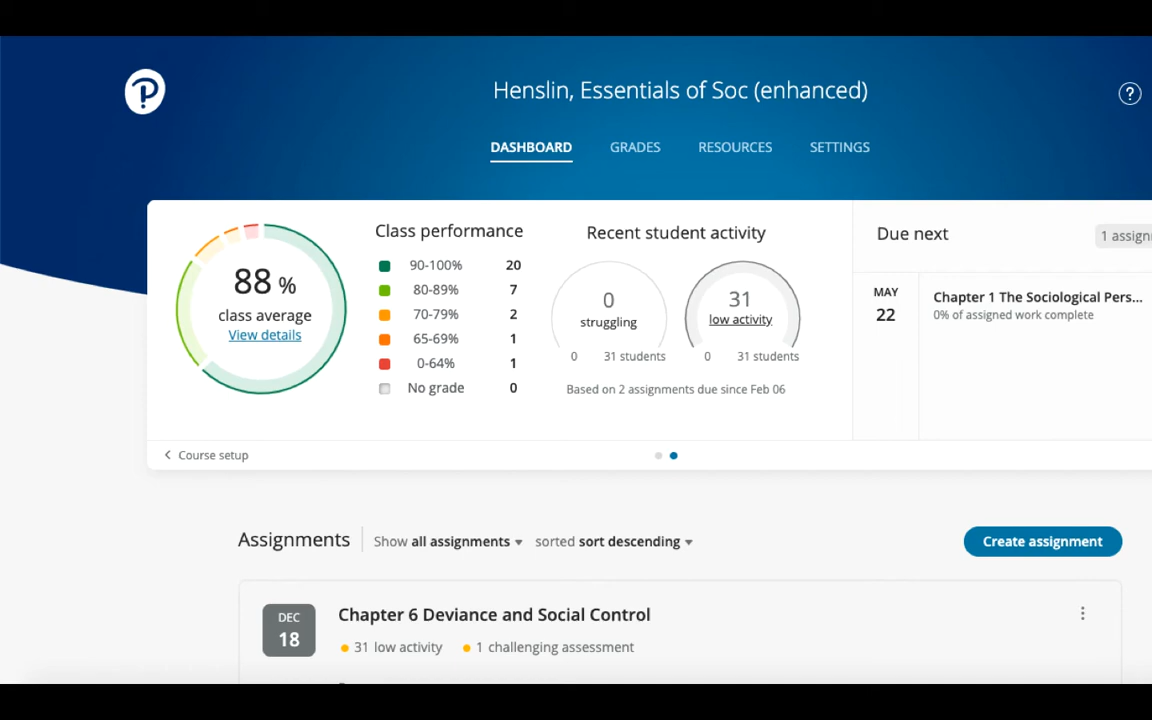 Henslin, Essentials of Soc (enhanced)
?
DASHBOARD GRADES RESOURCES SETTINGS
88 %
class average
View details
Class performance
90-100% 20
80-89% 7
70-79% 2
65-69% 1
0-64% 1
No grade 0
Recent student activity
0
struggling
0 31 students
31
low activity
0 31 students
Based on 2 assignments due since Feb 06
Due next
1 assign
MAY
22
Chapter 1 The Sociological Pers...
0% of assigned work complete
Course setup
Assignments Show all assignments sorted sort descending
Create assignment
DEC
18
Chapter 6 Deviance and Social Control
31 low activity 1 challenging assessment